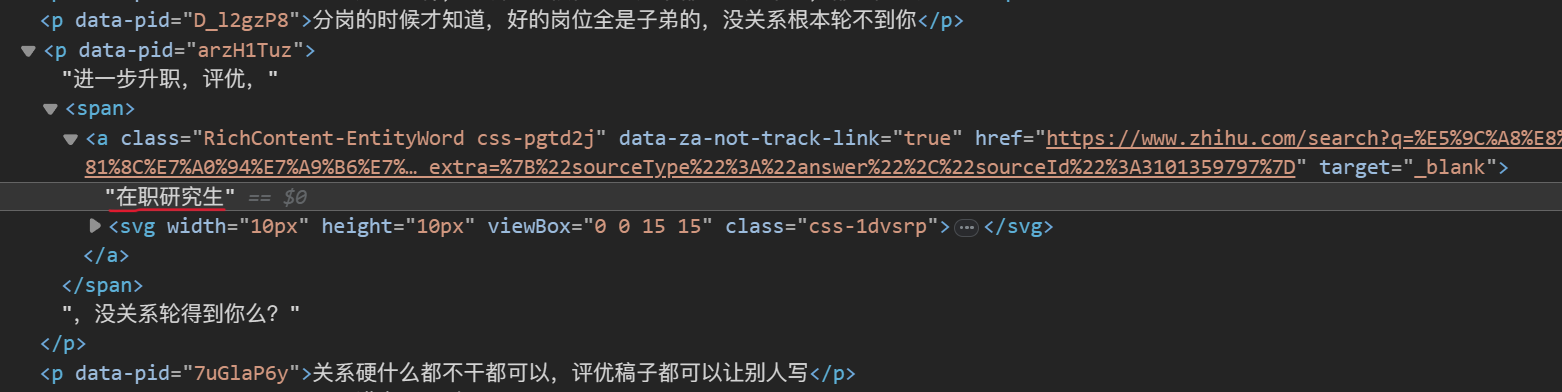 <p data-pid="D_l2gzP8">分岗的时候才知道，好的岗位全是子弟的，没关系根本轮不到你</p>
<p data-pid="arzH1Tuz">
"进一步升职，评优，"
<span>
<a class="RichContent-EntityWord css-pgtd2j" data-za-not-track-link="true" href="https://www.zhihu.com/search?q=%E5%9C%A8%E8%
81%8C%E7%A0%94%E7%A9%B6%E7%… extra=%7B%22sourceType%22%3A%22answer%22%2C%22sourceId%22%3A3101359797%7D" target="_blank">
"在职研究生" == $0
<svg width="10px" height="10px" viewBox="0 0 15 15" class="css-1dvsrp">…</svg>
</a>
</span>
"，没关系轮得到你么？"
</p>
<p data-pid="7uGlaP6y">关系硬什么都不干都可以，评优稿子都可以让别人写</p>